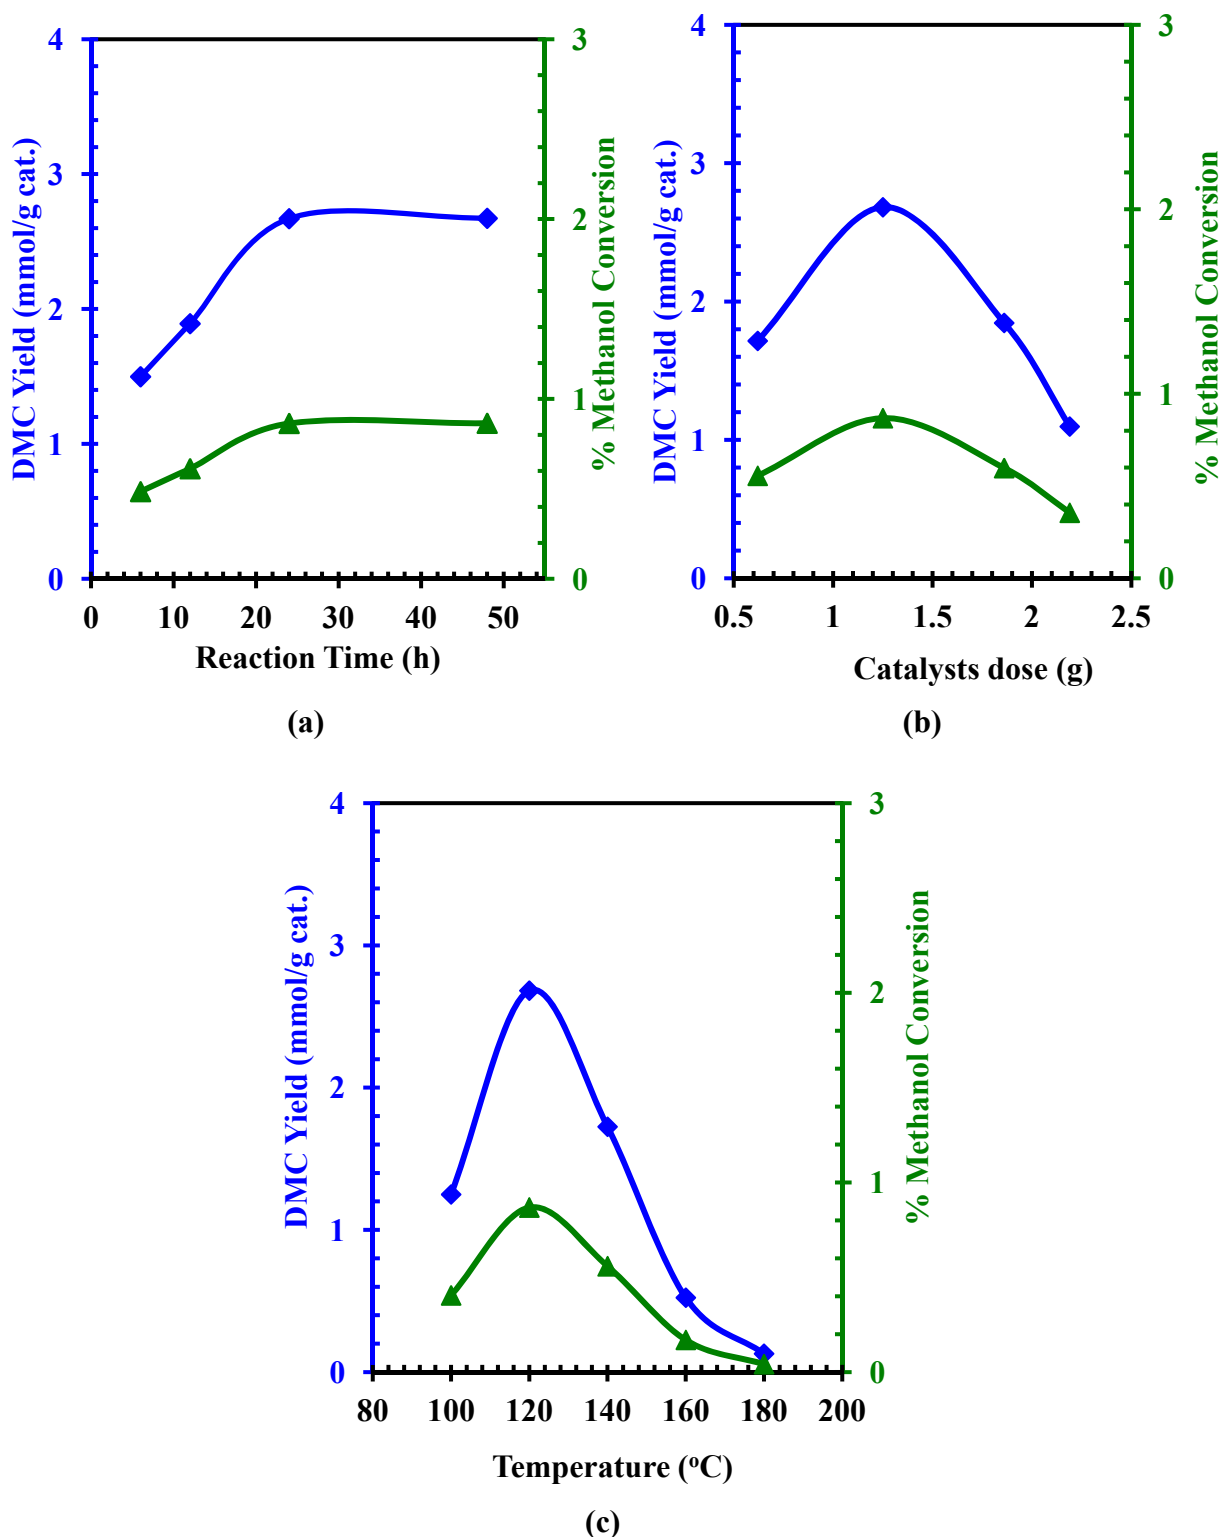 4
3
2
1
0
DMC Yield (mmol/g cat.)
3
2
1
0
% Methanol Conversion
0 10 20 30 40 50
Reaction Time (h)
(a)
4
3
2
1
0
DMC Yield (mmol/g cat.)
3
2
1
0
% Methanol Conversion
0.5 1 1.5 2 2.5
Catalysts dose (g)
(b)
4
3
2
1
0
DMC Yield (mmol/g cat.)
3
2
1
0
% Methanol Conversion
80 100 120 140 160 180 200
Temperature (°C)
(c)